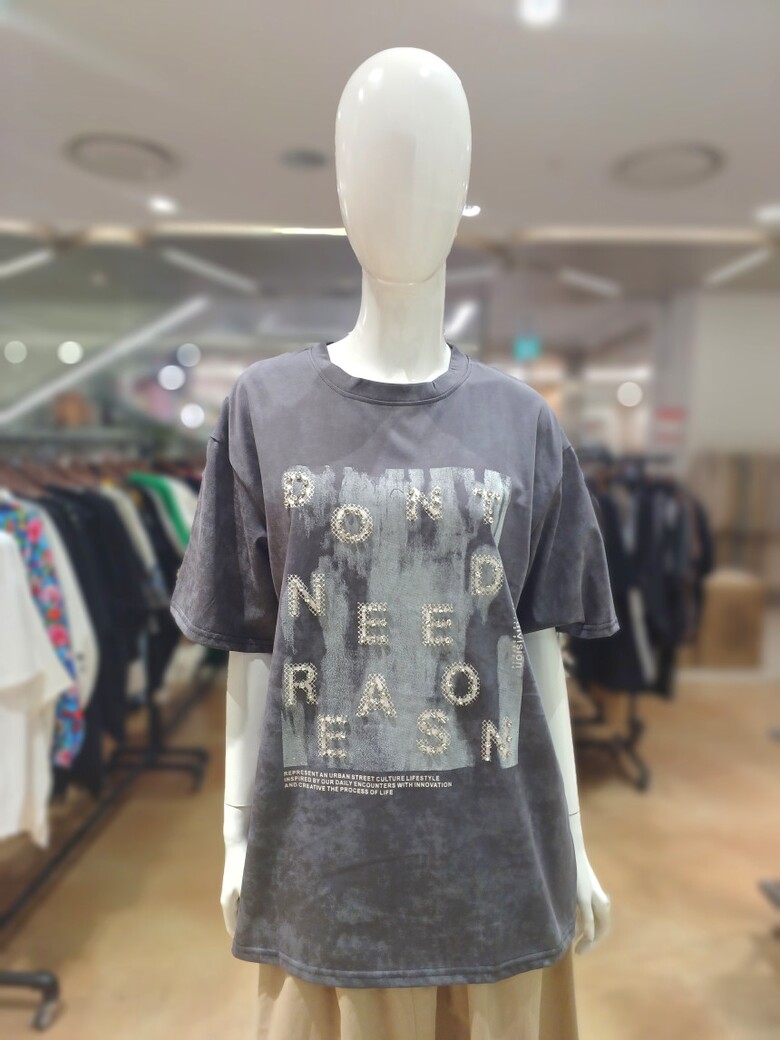 DONT
NEED
REASON
REPRESENT AN URBAN STREET CULTURE LIFESTYLE
INSPIRED BY OUR DAILY ENCOUNTERS WITH INNOVATION
AND CREATIVE THE PROCESS OF LIFE